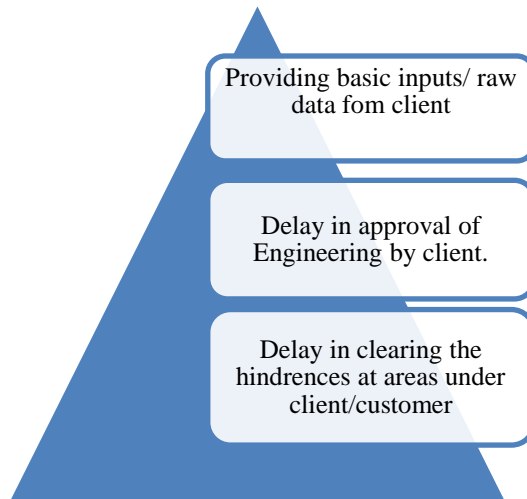 Providing basic inputs/ raw
data fom client
Delay in approval of
Engineering by client.
Delay in clearing the
hindrences at areas under
client/customer